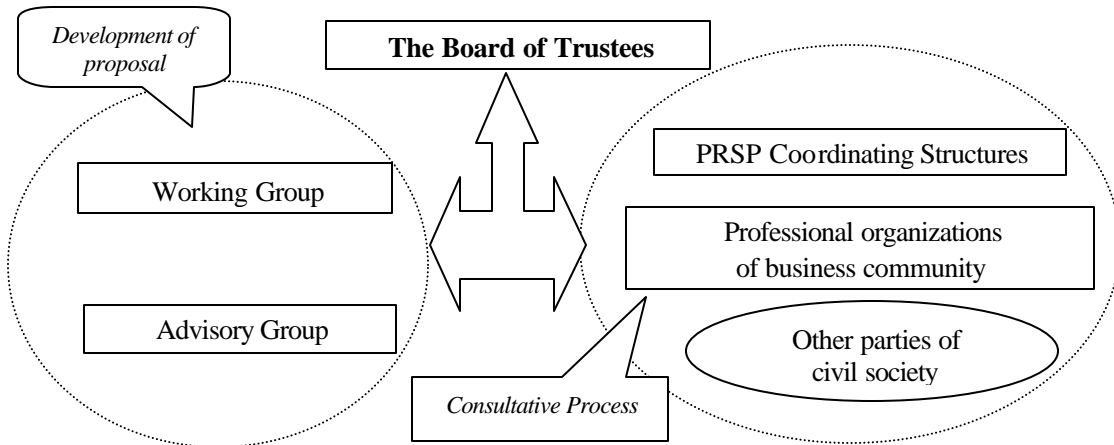 Development of
proposal
The Board of Trustees
Working Group
Advisory Group
PRSP Coordinating Structures
Professional organizations
of business community
Other parties of
civil society
Consultative Process